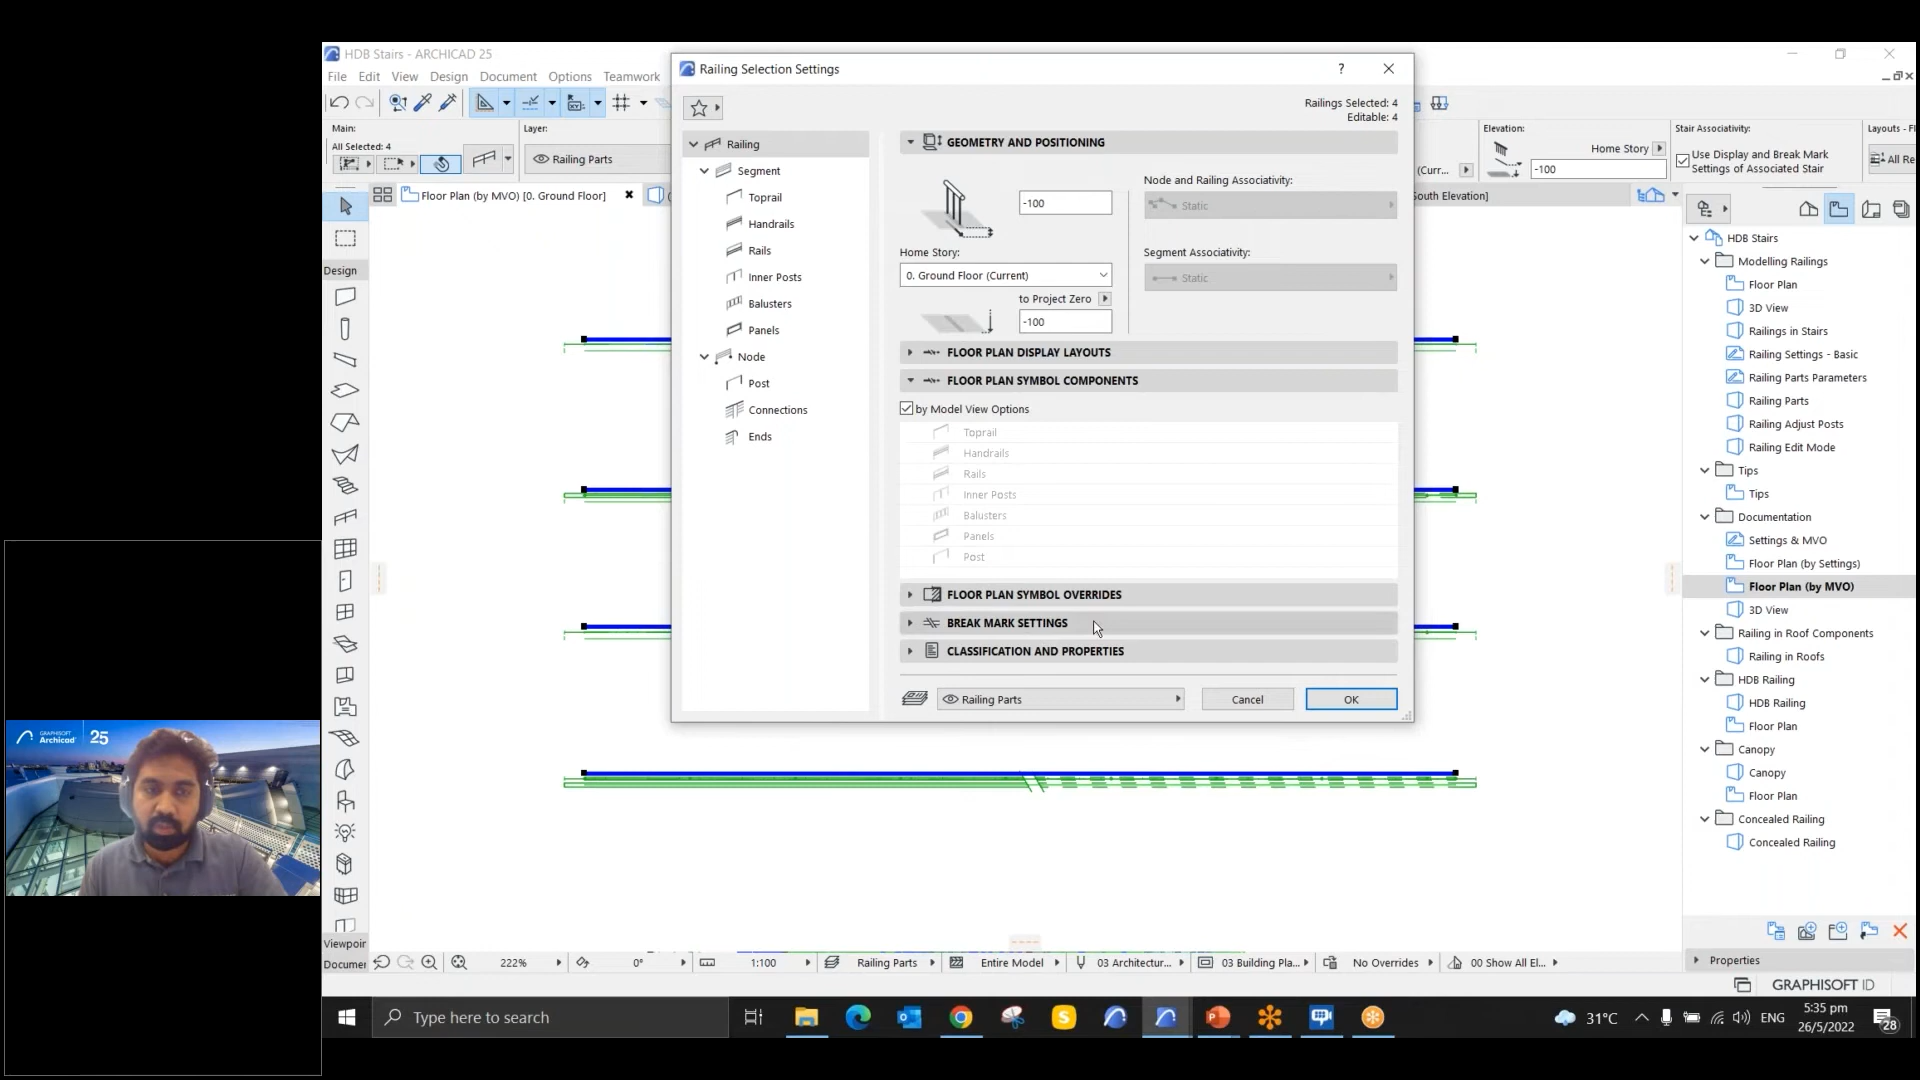 HDB Stairs - ARCHICAD 25
File Edit View Design Document Options Teamwork
Main:
All Selected: 4
Layer:
Railing Parts
Floor Plan (by MVO) [0. Ground Floor]
Railing Selection Settings
?
Railings Selected: 4
Editable: 4
Railing
Segment
Toprail
Handrails
Rails
Inner Posts
Balusters
Panels
Node
Post
Connections
Ends
GEOMETRY AND POSITIONING
-100
Home Story:
0. Ground Floor (Current)
to Project Zero
-100
Node and Railing Associativity:
Static
Segment Associativity:
Static
FLOOR PLAN DISPLAY LAYOUTS
FLOOR PLAN SYMBOL COMPONENTS
by Model View Options
Toprail
Handrails
Rails
Inner Posts
Balusters
Panels
Post
FLOOR PLAN SYMBOL OVERRIDES
BREAK MARK SETTINGS
CLASSIFICATION AND PROPERTIES
Railing Parts
Cancel
OK
(Curr...
Elevation:
Home Story
-100
Stair Associativity:
Use Display and Break Mark
Settings of Associated Stair
Layouts - Fl
All Re
South Elevation]
HDB Stairs
Modelling Railings
Floor Plan
3D View
Railings in Stairs
Railing Settings - Basic
Railing Parts Parameters
Railing Parts
Railing Adjust Posts
Railing Edit Mode
Tips
Tips
Documentation
Settings & MVO
Floor Plan (by Settings)
Floor Plan (by MVO)
3D View
Railing in Roof Components
Railing in Roofs
HDB Railing
HDB Railing
Floor Plan
Canopy
Canopy
Floor Plan
Concealed Railing
Concealed Railing
Properties
GRAPHISOFT ID
Design
Viewpoir
Documer
222%
0°
1:100
Railing Parts
Entire Model
03 Architectur...
03 Building Pla...
No Overrides
00 Show All El...
GRAPHISOFT
Archicad
25
Type here to search
31°C
ENG
5:35 pm
26/5/2022
28